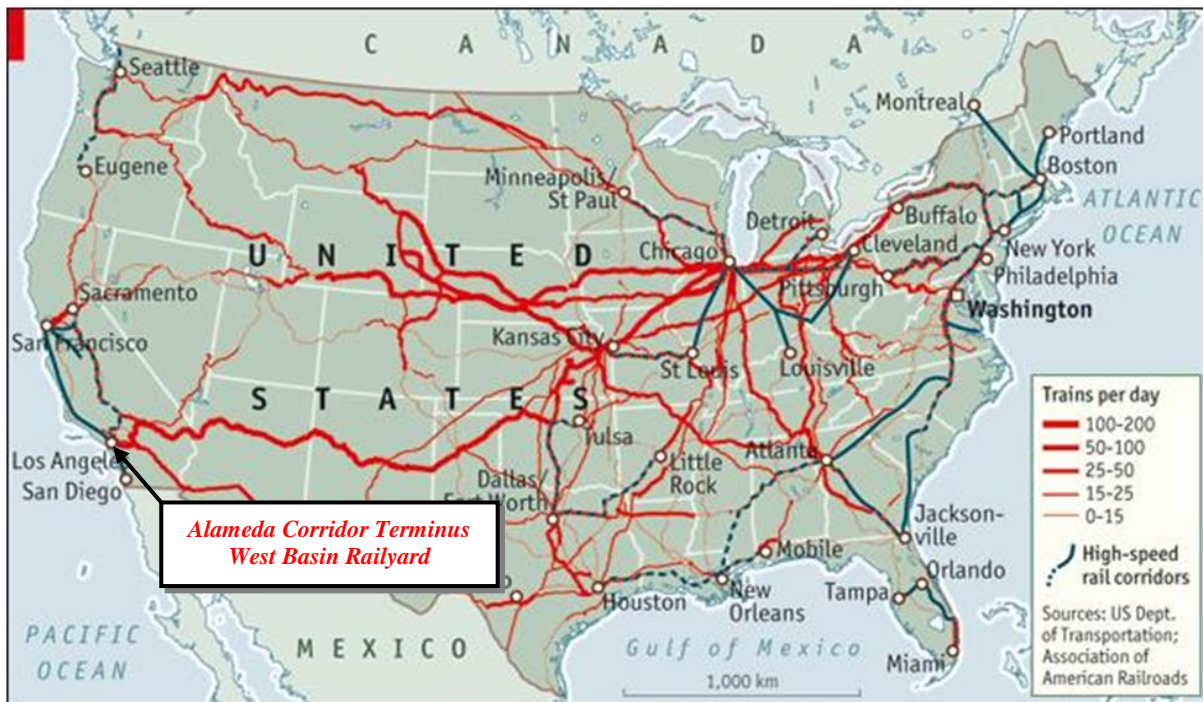 C A N A D A
Seattle
Montreal
Portland
Boston
Eugene
Minneapolis/
St Paul
ATLANTIC
OCEAN
Detroit
Buffalo
Chicago
Cleveland
New York
UNITED
Pittsburgh
Philadelphia
Sacramento
Washington
San Francisco
Kansas City
St Louis
Louisville
STATES
Tulsa
Atlanta
Los Angele
San Diego
Little
Rock
Dallas/
Fort Worth
Alameda Corridor Terminus
West Basin Railyard
Jackson-
ville
Mobile
Orlando
Houston
New
Orleans
Tampa
PACIFIC
OCEAN
MEXICO
Gulf of Mexico
Miami
1,000 km
Trains per day
100-200
50-100
25-50
15-25
0-15
High-speed
rail corridors
Sources: US Dept.
of Transportation;
Association of
American Railroads